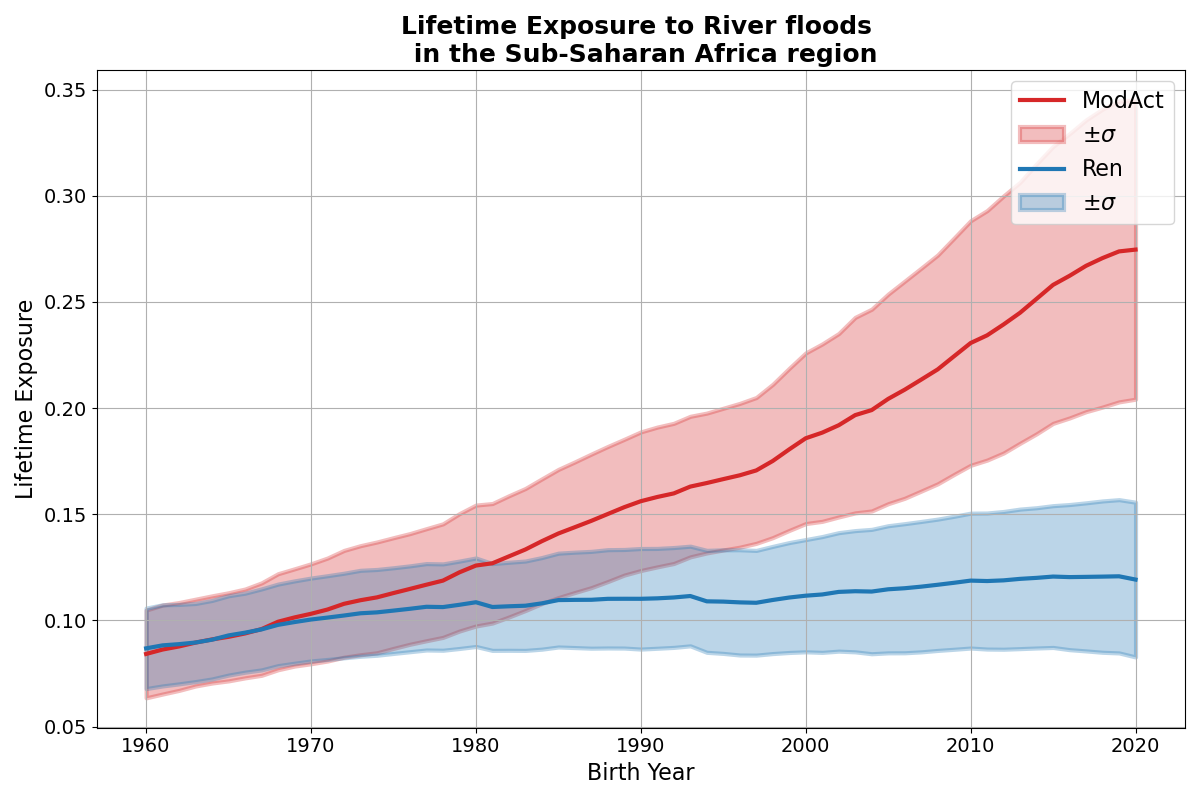 Lifetime Exposure to River floods
in the Sub-Saharan Africa region
0.35
0.30
0.25
0.20
0.15
0.10
0.05
Lifetime Exposure
1960
1970
1980
1990
2000
2010
2020
Birth Year
ModAct
±σ
Ren
±σ